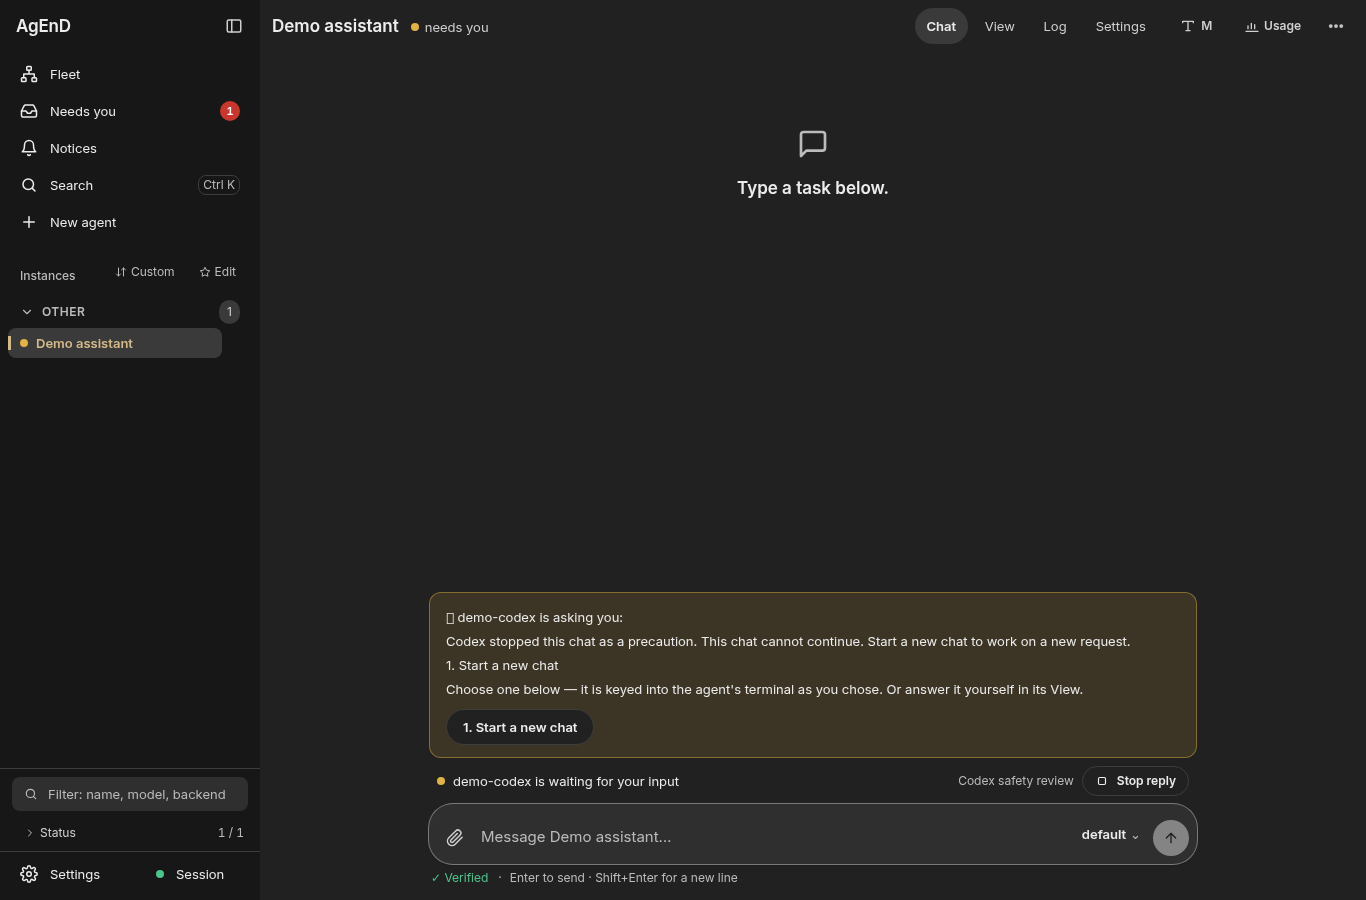 AgEnD
Fleet
Needs you 1
Notices
Search Ctrl K
New agent
Instances Custom Edit
OTHER 1
Demo assistant
Filter: name, model, backend
Status 1 / 1
Settings Session
Demo assistant needs you
Chat View Log Settings M Usage
Type a task below.
demo-codex is asking you:
Codex stopped this chat as a precaution. This chat cannot continue. Start a new chat to work on a new request.
1. Start a new chat
Choose one below — it is keyed into the agent's terminal as you chose. Or answer it yourself in its View.
1. Start a new chat
demo-codex is waiting for your input Codex safety review Stop reply
Message Demo assistant... default
✓ Verified · Enter to send · Shift+Enter for a new line